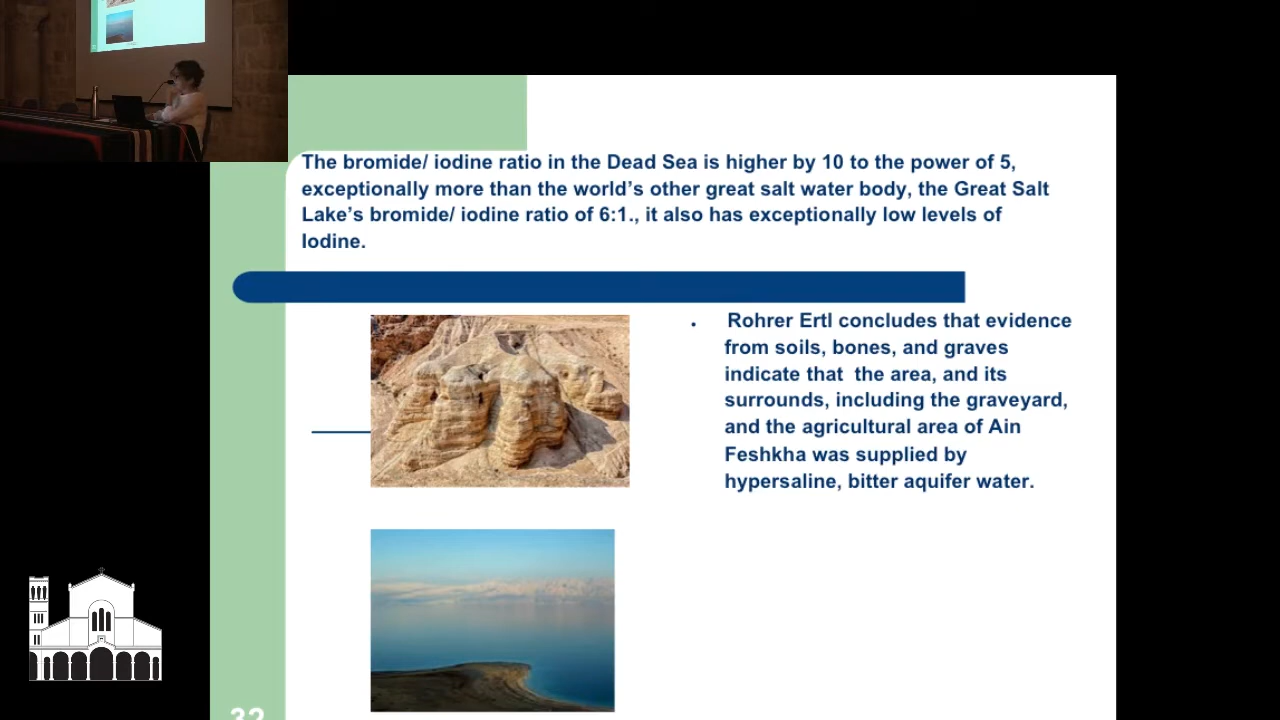 The bromide/ iodine ratio in the Dead Sea is higher by 10 to the power of 5,
exceptionally more than the world’s other great salt water body, the Great Salt
Lake’s bromide/ iodine ratio of 6:1., it also has exceptionally low levels of
Iodine.
• Rohrer Ertl concludes that evidence
from soils, bones, and graves
indicate that  the area, and its
surrounds, including the graveyard,
and the agricultural area of Ain
Feshkha was supplied by
hypersaline, bitter aquifer water.
32